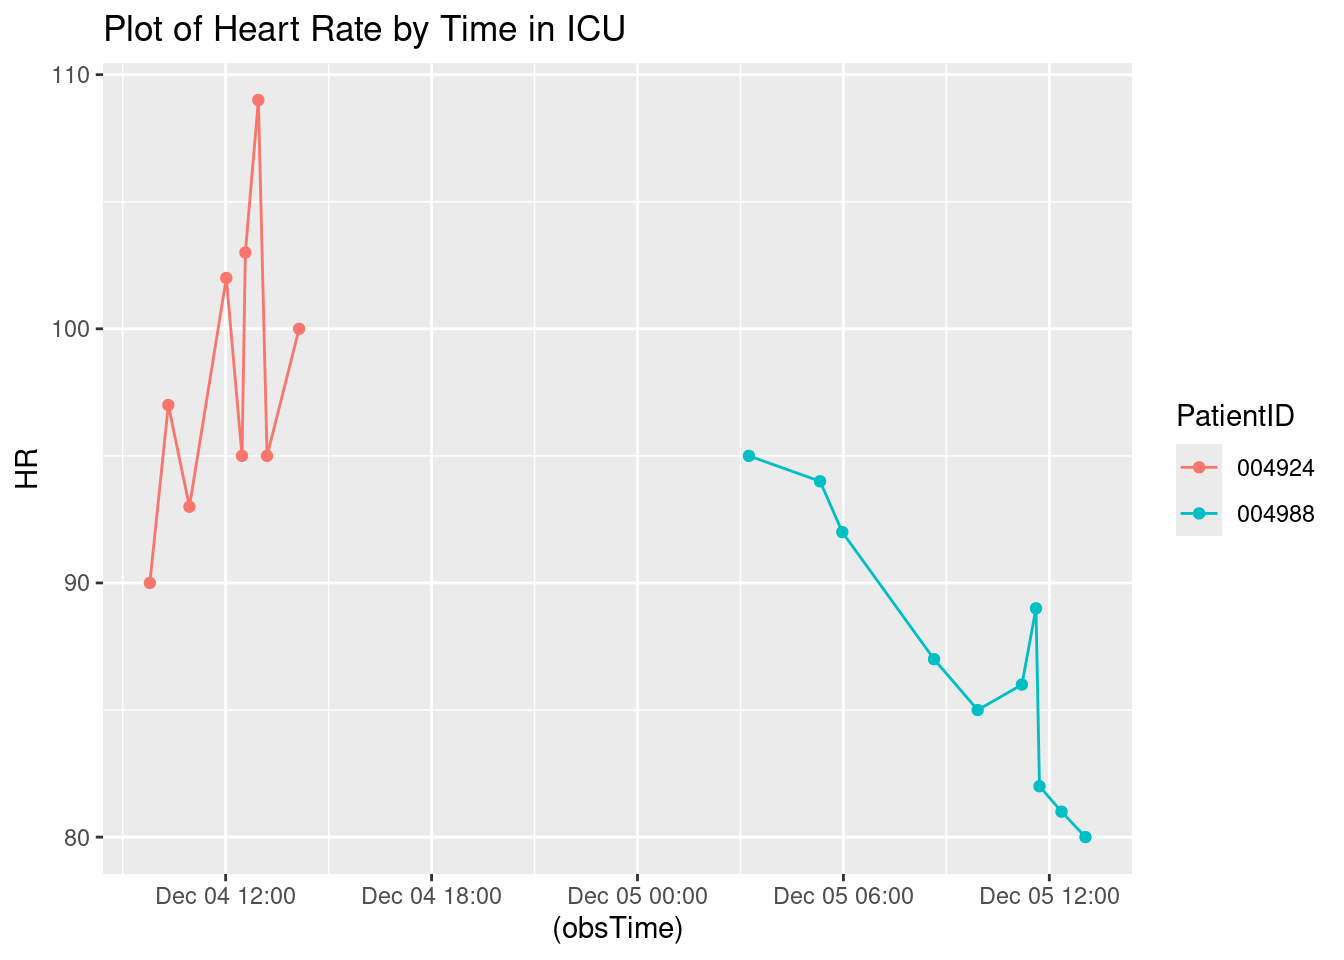 Plot of Heart Rate by Time in ICU
110
100
90
80
HR
Dec 04 12:00 Dec 04 18:00 Dec 05 00:00 Dec 05 06:00 Dec 05 12:00
(obsTime)
PatientID
004924
004988